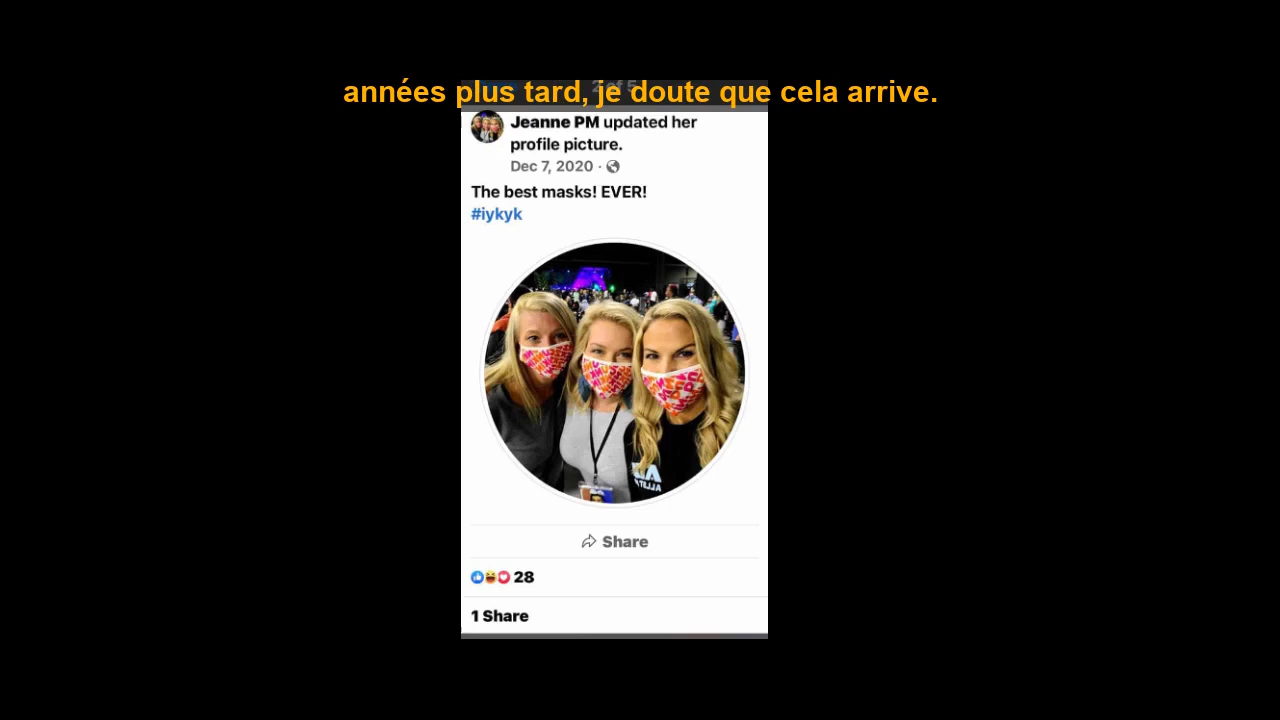 années plus tard, je doute que cela arrive.
Jeanne PM updated her
profile picture.
Dec 7, 2020 ·
The best masks! EVER!
#iykyk
Share
28
1 Share